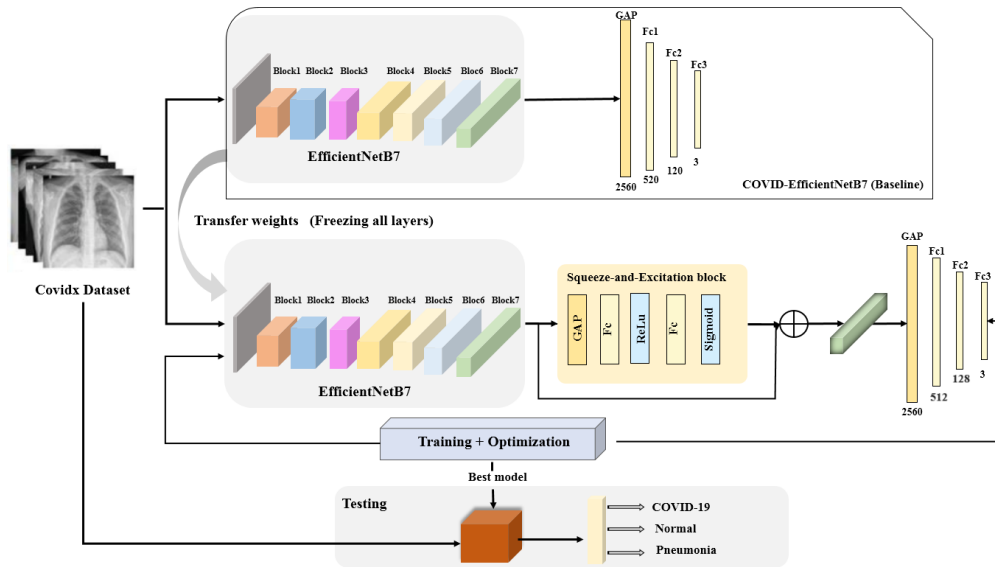 GAP
Fc1
Fc2
Fc3
Block1 Block2 Block3 Block4 Block5 Bloc6 Block7
EfficientNetB7
2560
520
120
3
COVID-EfficientNetB7 (Baseline)
Transfer weights (Freezing all layers)
Covidx Dataset
Block1 Block2 Block3 Block4 Block5 Bloc6 Block7
EfficientNetB7
Squeeze-and-Excitation block
GAP
Fc
ReLu
Fc
Sigmoid
GAP
Fc1
Fc2
Fc3
2560
512
128
3
Training + Optimization
Best model
Testing
COVID-19
Normal
Pneumonia